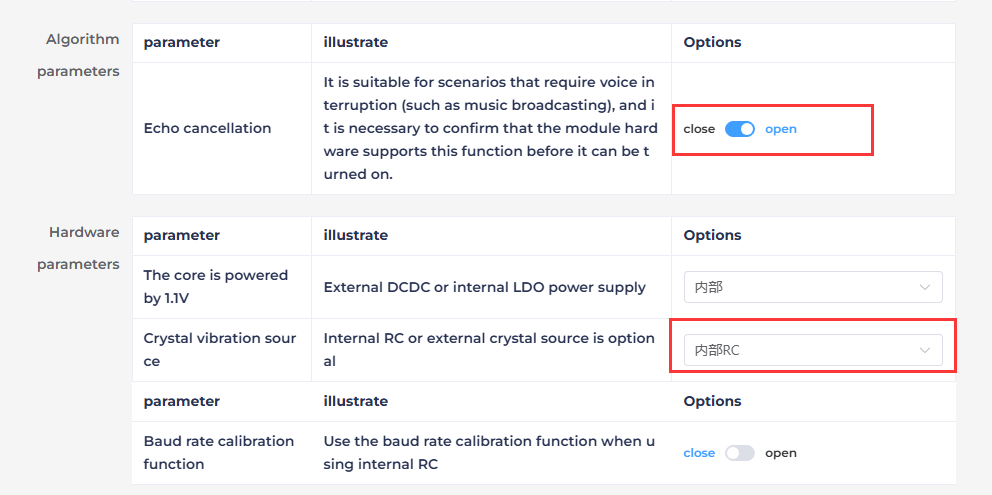 Algorithm parameters
parameter illustrate Options
Echo cancellation
It is suitable for scenarios that require voice in
terruption (such as music broadcasting), and i
t is necessary to confirm that the module hard
ware supports this function before it can be t
urned on.
close open
Hardware parameters
parameter illustrate Options
The core is powered
by 1.1V
External DCDC or internal LDO power supply
内部
Crystal vibration sour
ce
Internal RC or external crystal source is option
al
内部RC
parameter illustrate Options
Baud rate calibration
function
Use the baud rate calibration function when u
sing internal RC
close open